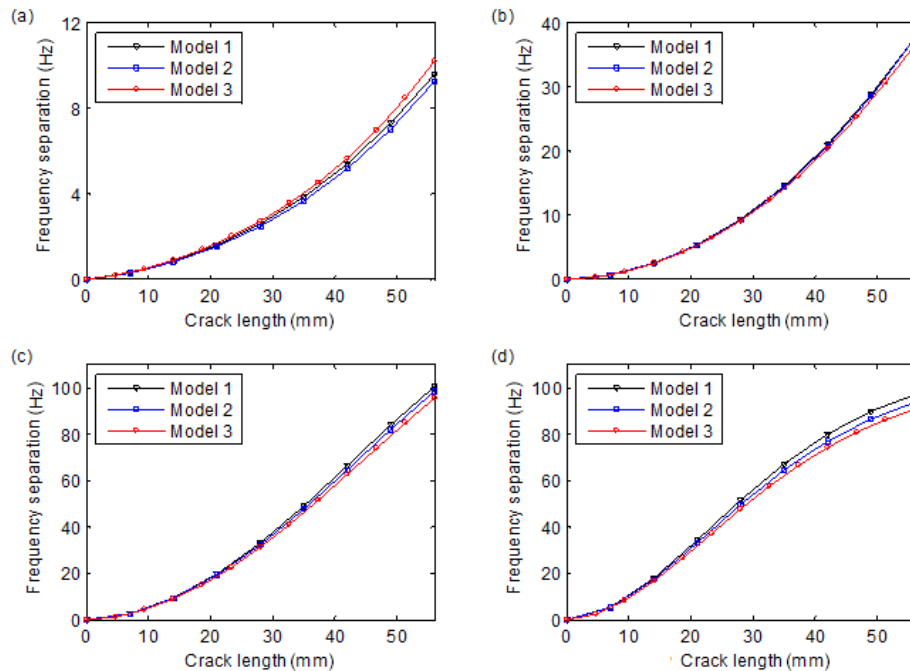 (a)
Frequency separation (Hz)
12
8
4
0
Model 1
Model 2
Model 3
0 10 20 30 40 50
Crack length (mm)
(b)
Frequency separation (Hz)
40
30
20
10
0
Model 1
Model 2
Model 3
0 10 20 30 40 50
Crack length (mm)
(c)
Frequency separation (Hz)
100
80
60
40
20
0
Model 1
Model 2
Model 3
0 10 20 30 40 50
Crack length (mm)
(d)
Frequency separation (Hz)
100
80
60
40
20
0
Model 1
Model 2
Model 3
0 10 20 30 40 50
Crack length (mm)